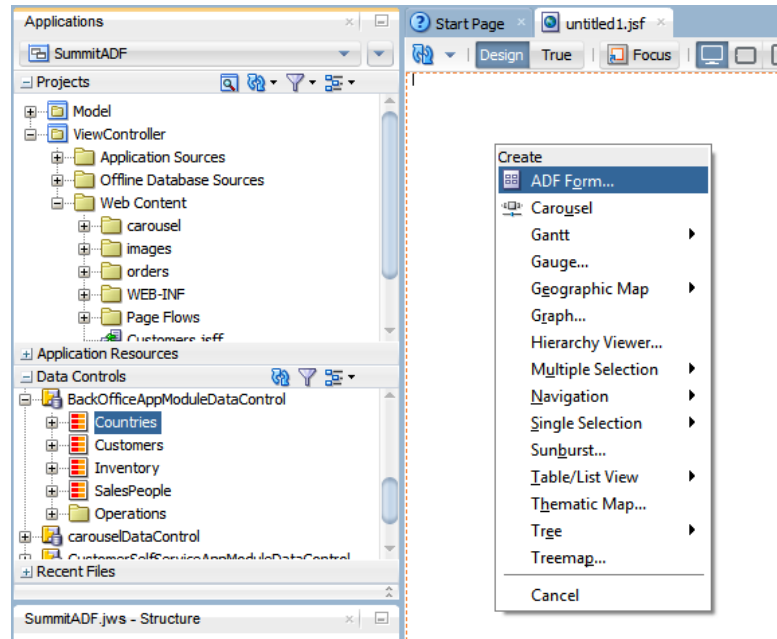 Applications
SummitADF
Projects
Model
ViewController
Application Sources
Offline Database Sources
Web Content
carousel
images
orders
WEB-INF
Page Flows
Customers.jsff
Application Resources
Data Controls
BackOfficeAppModuleDataControl
Countries
Customers
Inventory
SalesPeople
Operations
carouselDataControl
CustomerSelfServiceAppModuleDataControl
Recent Files
SummitADF.jws - Structure
Start Page
untitled1.jsf
Design
True
Focus
Create
ADF Form...
Carousel
Gantt
Gauge...
Geographic Map
Graph...
Hierarchy Viewer...
Multiple Selection
Navigation
Single Selection
Sunburst...
Table/List View
Thematic Map...
Tree
Treemap...
Cancel